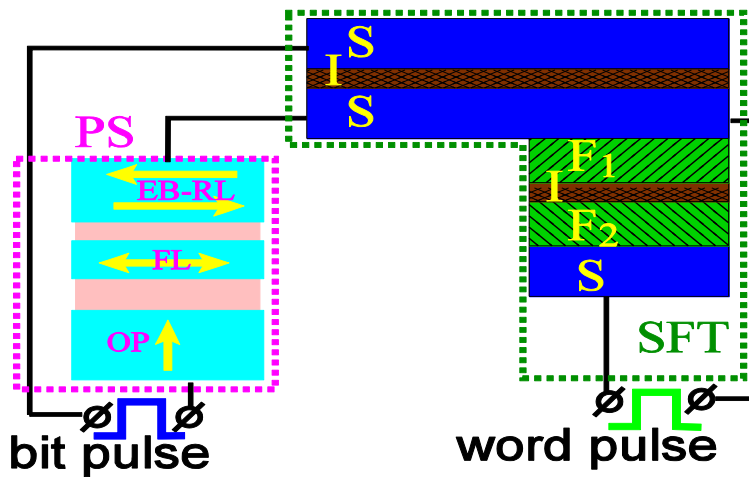 S
I
S
PS
EB-RL
FL
OP
F1
I
F2
S
SFT
bit pulse
word pulse